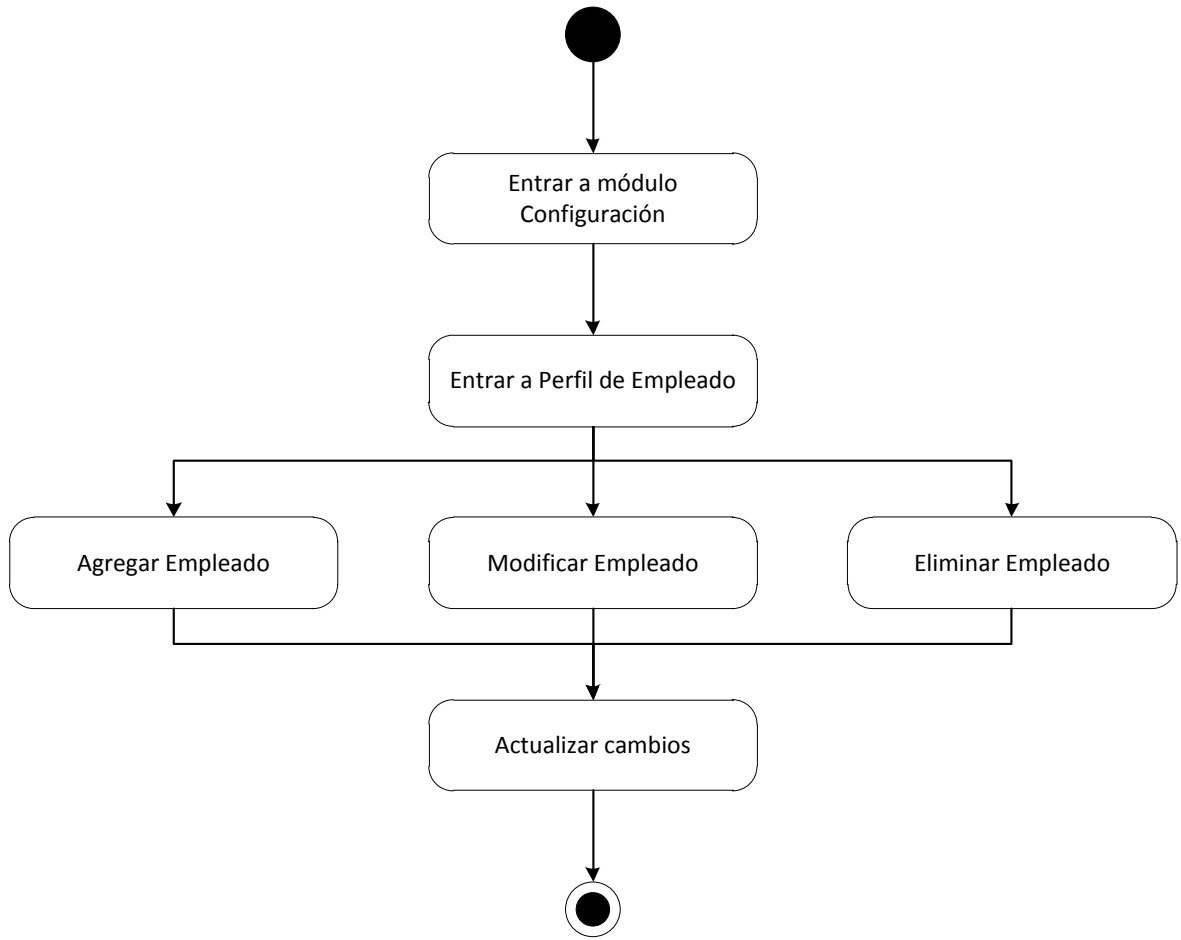 Entrar a módulo
Configuración
Entrar a Perfil de Empleado
Agregar Empleado
Modificar Empleado
Eliminar Empleado
Actualizar cambios